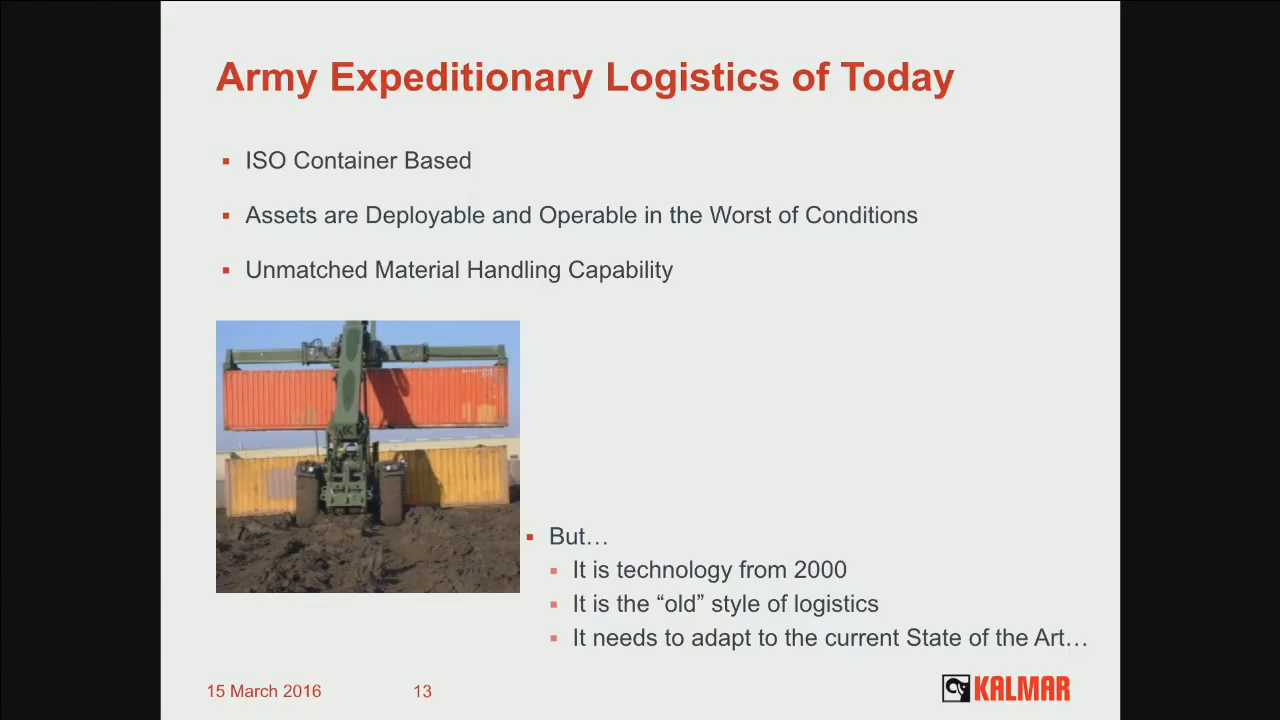 Army Expeditionary Logistics of Today
ISO Container Based
Assets are Deployable and Operable in the Worst of Conditions
Unmatched Material Handling Capability
But…
It is technology from 2000
It is the “old” style of logistics
It needs to adapt to the current State of the Art…
15 March 2016
13
KALMAR